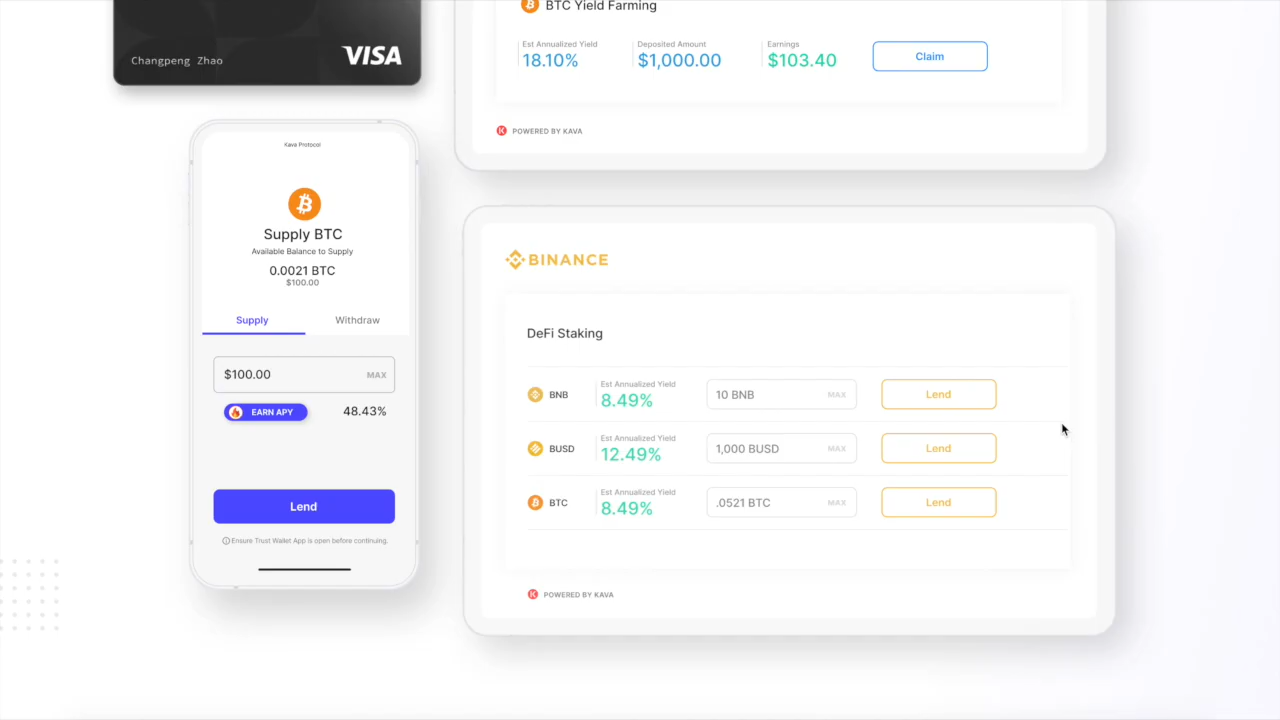 BTC Yield Farming
Est Annualized Yield
18.10%
Deposited Amount
$1,000.00
Earnings
$103.40
Claim
POWERED BY KAVA
Changpeng Zhao
VISA
Kava Protocol
Supply BTC
Available Balance to Supply
0.0021 BTC
$100.00
Supply
Withdraw
$100.00
MAX
EARN APY
48.43%
Lend
Ensure Trust Wallet App is open before continuing.
BINANCE
DeFi Staking
BNB
Est Annualized Yield
8.49%
10 BNB
MAX
Lend
BUSD
Est Annualized Yield
12.49%
1,000 BUSD
MAX
Lend
BTC
Est Annualized Yield
8.49%
.0521 BTC
MAX
Lend
POWERED BY KAVA